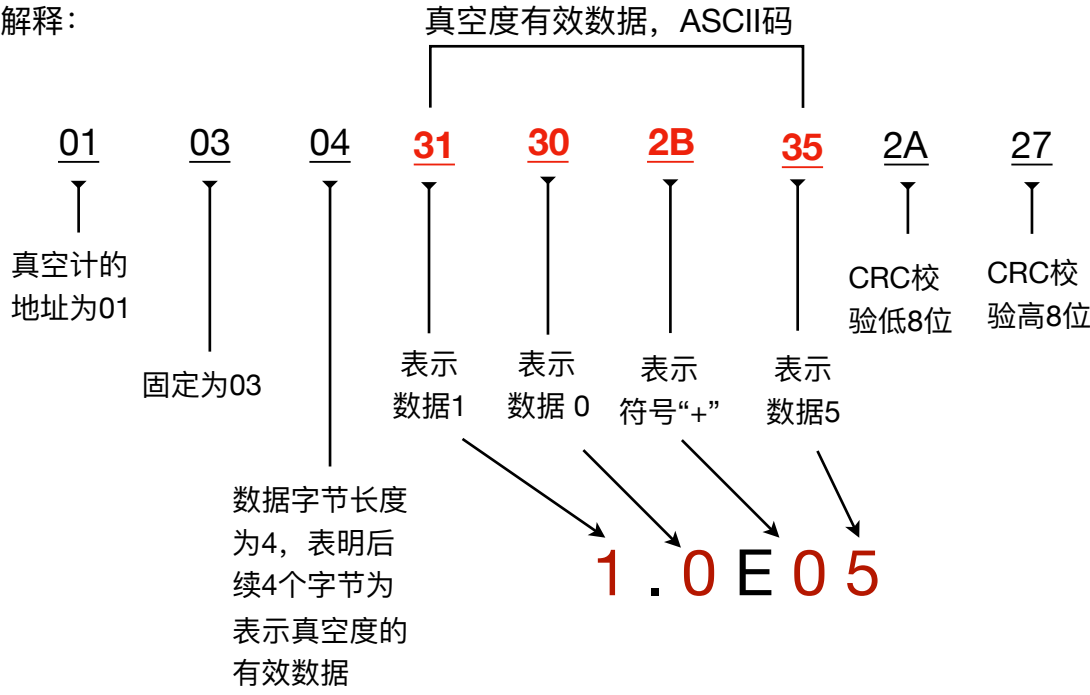 解释：
真空度有效数据，ASCII码
01 03 04 31 30 2B 35 2A 27
真空计的
地址为01
固定为03
数据字节长度
为4，表明后
续4个字节为
表示真空度的
有效数据
表示
数据1
表示
数据 0
表示
符号“+”
表示
数据5
CRC校
验低8位
CRC校
验高8位
1.0E05